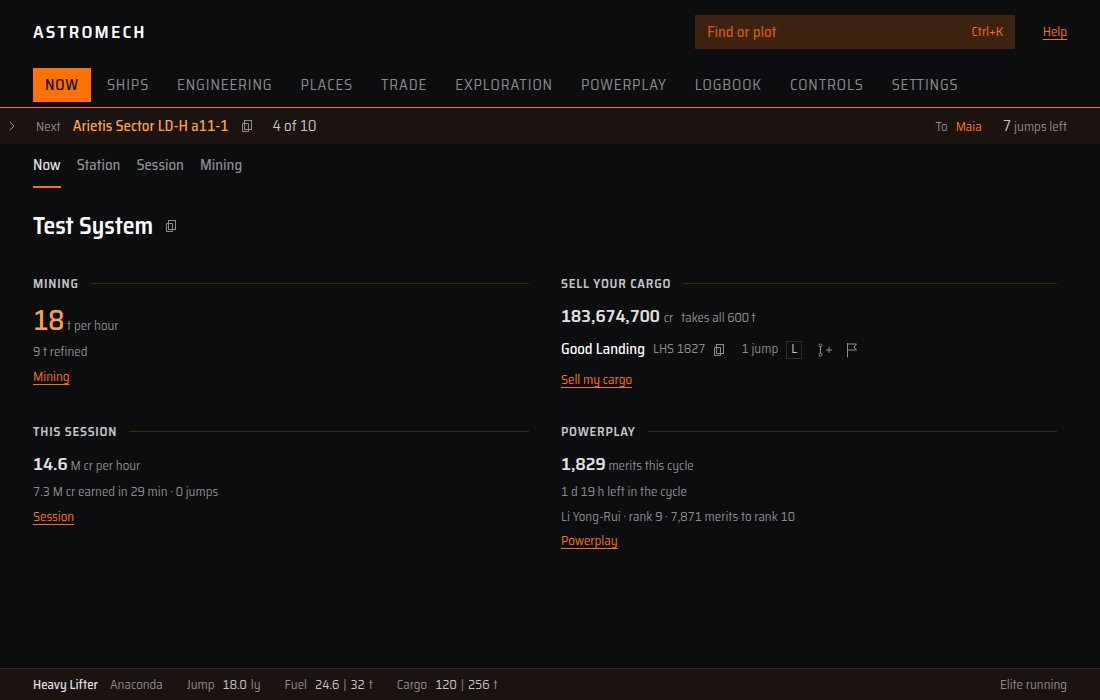 ASTROMECH
Find or plot Ctrl+K Help
NOW SHIPS ENGINEERING PLACES TRADE EXPLORATION POWERPLAY LOGBOOK CONTROLS SETTINGS
Next Arietis Sector LD-H a11-1 4 of 10 To Maia 7 jumps left
Now Station Session Mining
Test System
MINING
18 t per hour
9 t refined
Mining
SELL YOUR CARGO
183,674,700 cr takes all 600 t
Good Landing LHS 1827 1 jump L
Sell my cargo
THIS SESSION
14.6 M cr per hour
7.3 M cr earned in 29 min · 0 jumps
Session
POWERPLAY
1,829 merits this cycle
1 d 19 h left in the cycle
Li Yong-Rui · rank 9 · 7,871 merits to rank 10
Powerplay
Heavy Lifter Anaconda Jump 18.0 ly Fuel 24.6 | 32 t Cargo 120 | 256 t Elite running